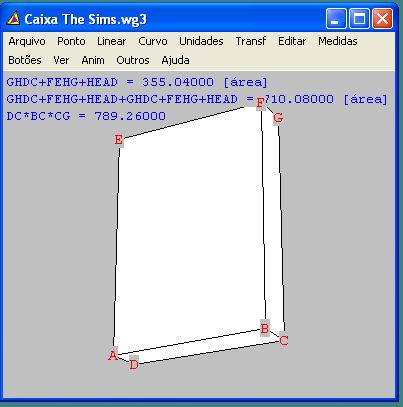 Caixa The Sims.wg3
Arquivo Ponto Linear Curvo Unidades Transf Editar Medidas
Botões Ver Anim Outros Ajuda
GHDC+FEHG+HEAD = 355.04000 [área]
GHDC+FEHG+HEAD+GHDC+FEHG+HEAD = 710.08000 [área]
DC*BC*CG = 789.26000
F
G
E
B
C
A
D